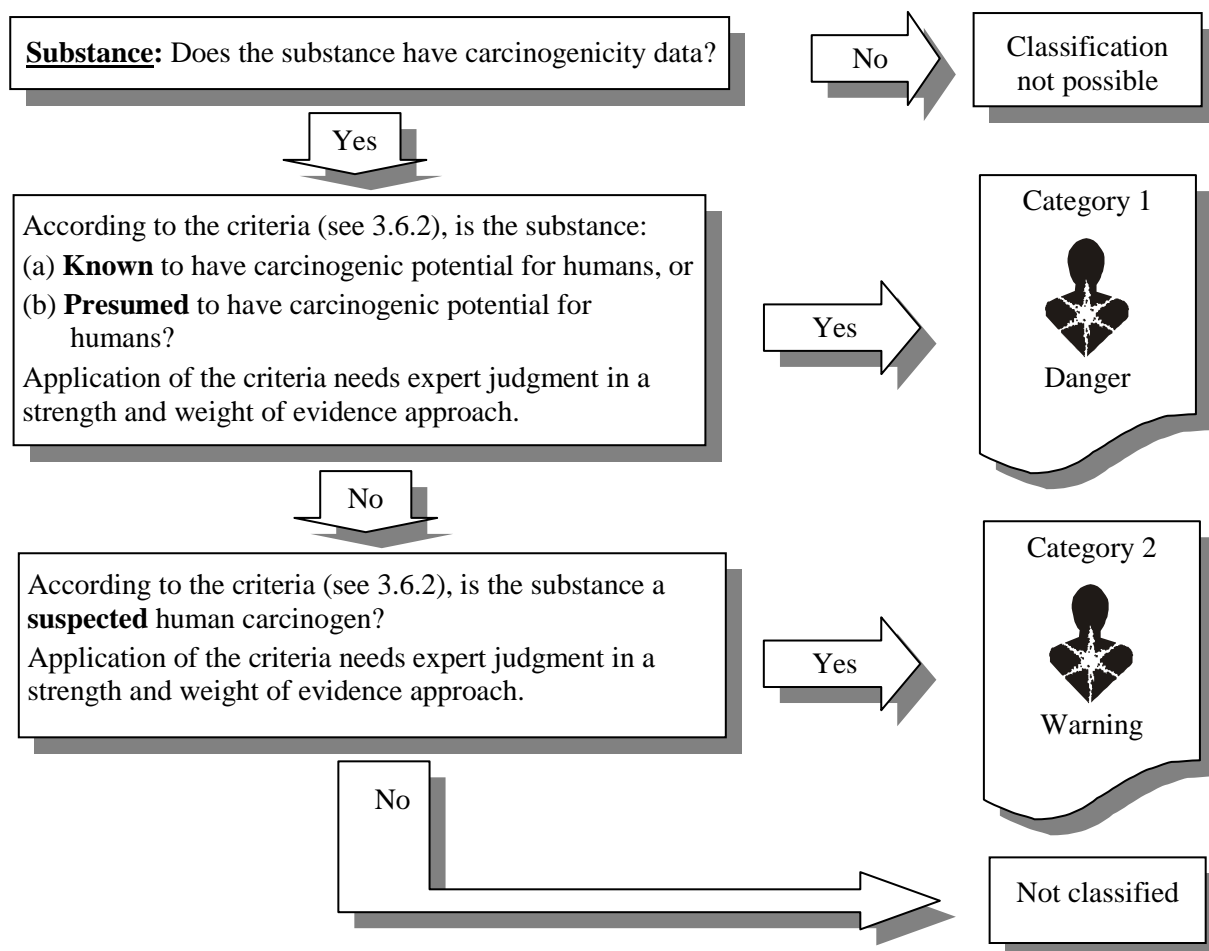 Substance: Does the substance have carcinogenicity data?
No
Classification
not possible
Yes
According to the criteria (see 3.6.2), is the substance:
(a) Known to have carcinogenic potential for humans, or
(b) Presumed to have carcinogenic potential for
humans?
Application of the criteria needs expert judgment in a
strength and weight of evidence approach.
Yes
Category 1
Danger
No
According to the criteria (see 3.6.2), is the substance a
suspected human carcinogen?
Application of the criteria needs expert judgment in a
strength and weight of evidence approach.
Yes
Category 2
Warning
No
Not classified